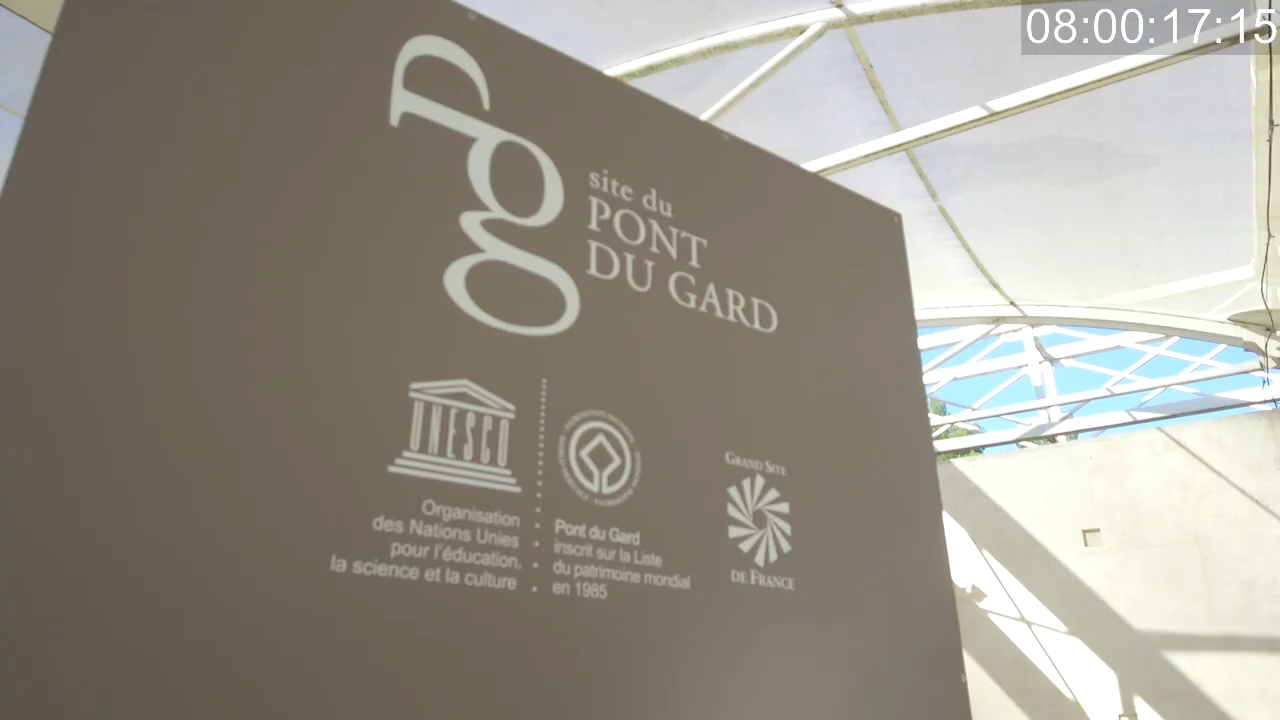 08:00:17:15
site du
PONT
DU GARD
UNESCO
Organisation
des Nations Unies
pour l'éducation,
la science et la culture
Pont du Gard
inscrit sur la Liste
du patrimoine mondial
en 1985
GRAND SITE
DE FRANCE